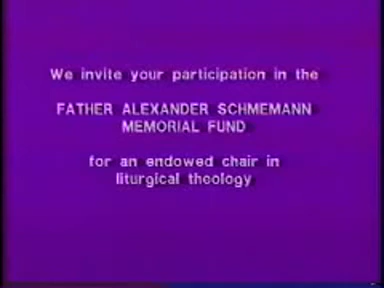 We invite your participation in the
FATHER ALEXANDER SCHMEMANN
MEMORIAL FUND
for an endowed chair in
liturgical theology